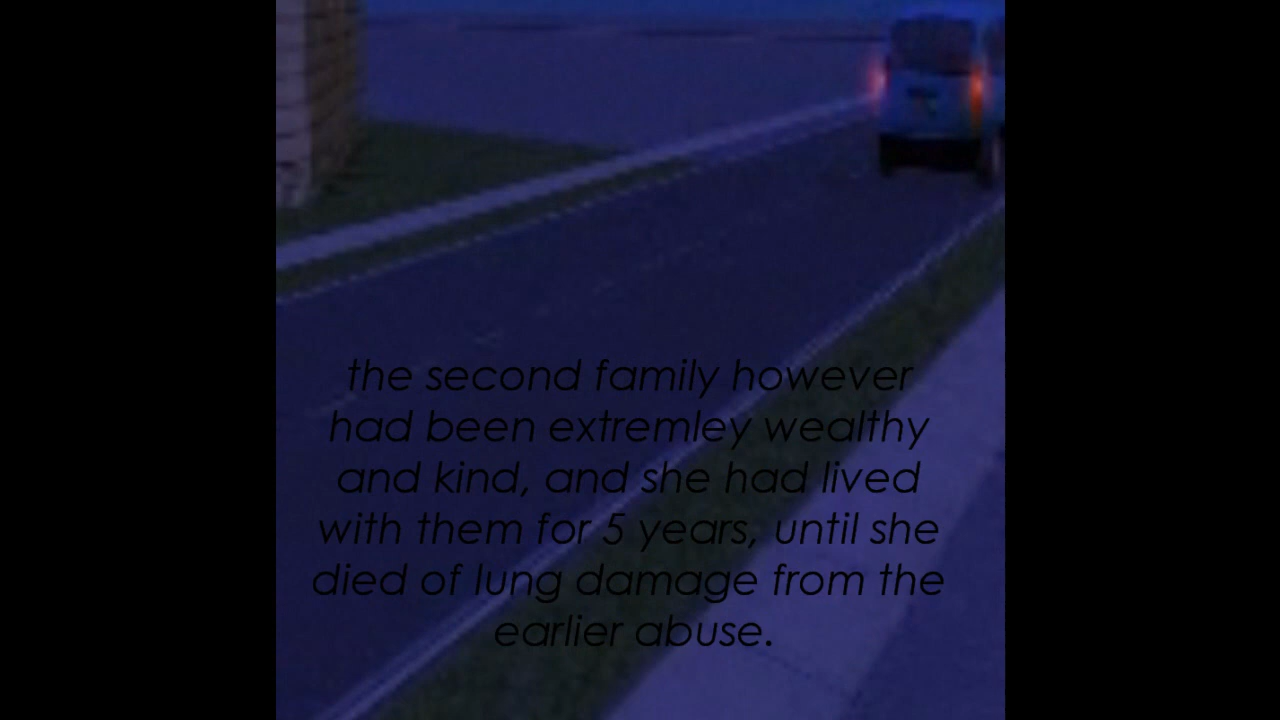 the second family however
had been extremley wealthy
and kind, and she had lived
with them for 5 years, until she
died of lung damage from the
earlier abuse.